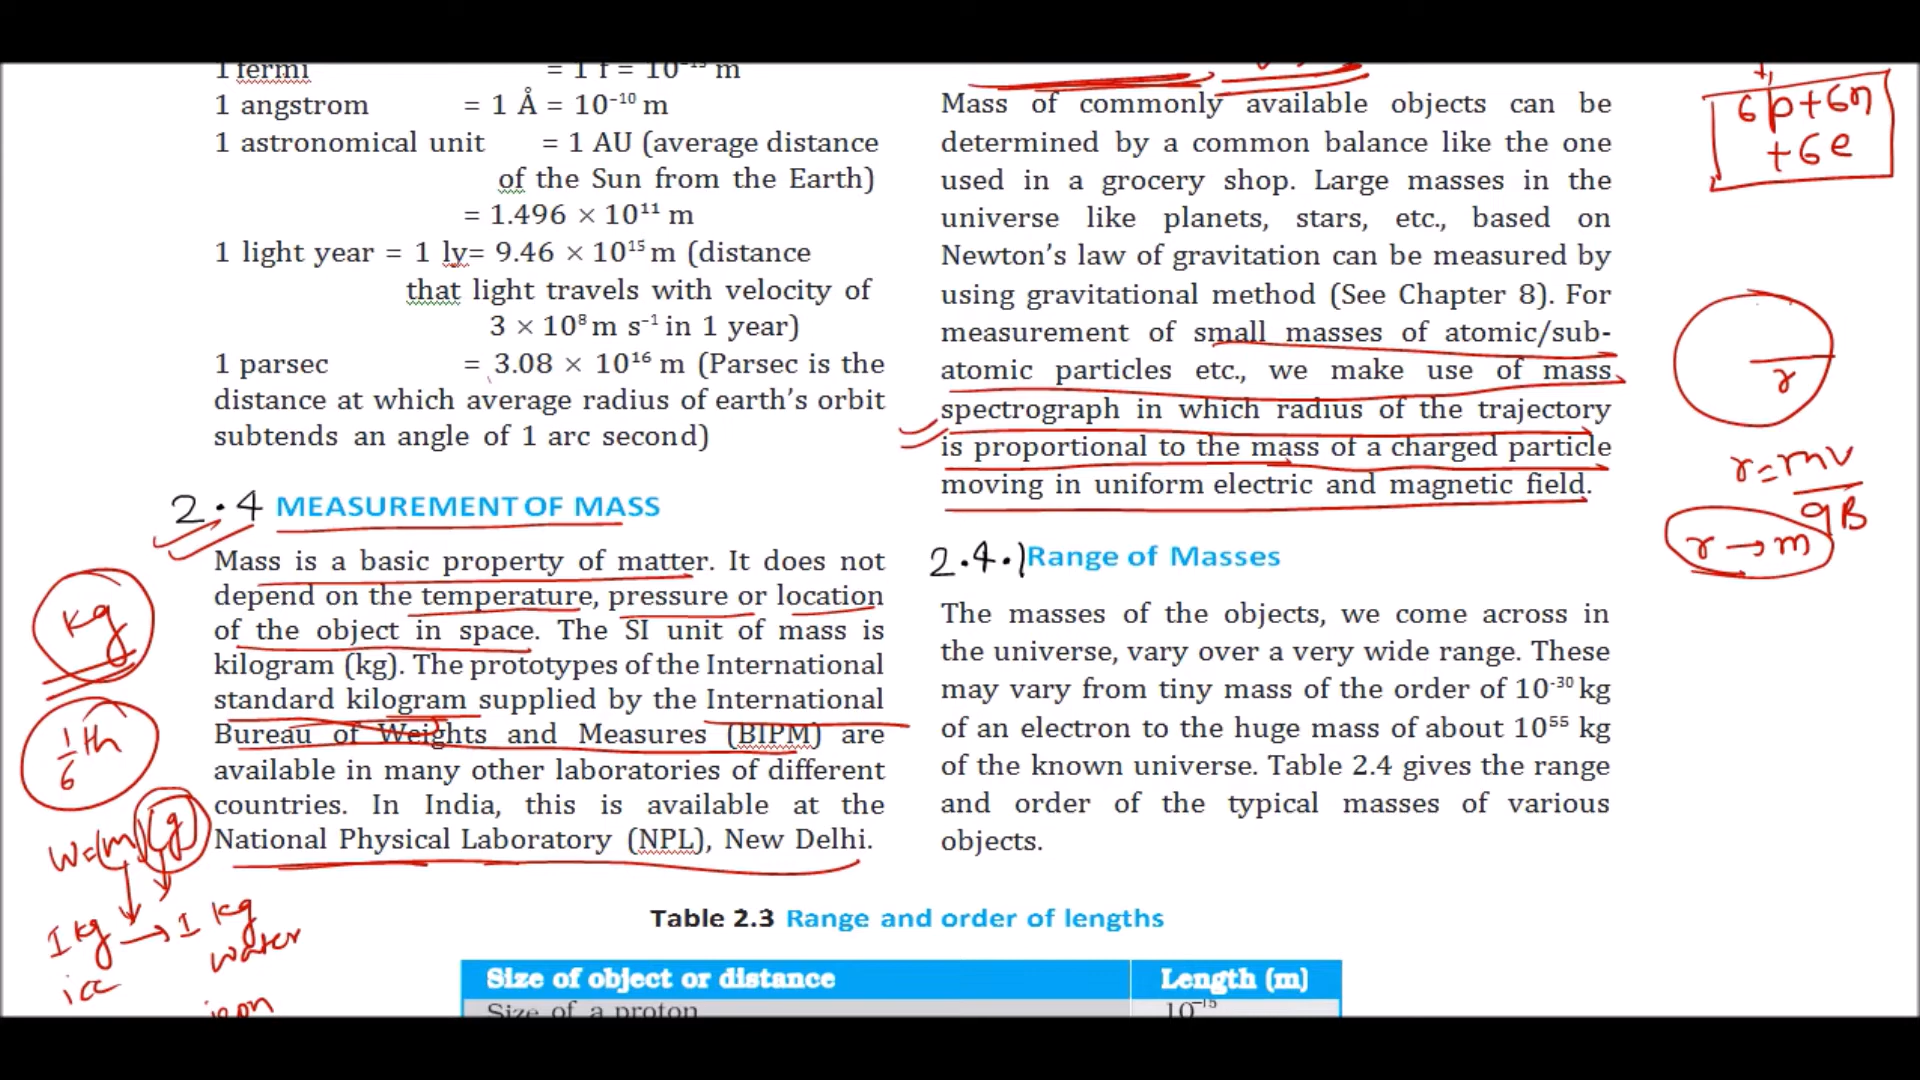 1 fermi = 1 f = 10⁻¹⁵ m
1 angstrom = 1 Å = 10⁻¹⁰ m
1 astronomical unit = 1 AU (average distance
of the Sun from the Earth)
= 1.496 × 10¹¹ m
1 light year = 1 ly= 9.46 × 10¹⁵ m (distance
that light travels with velocity of
3 × 10⁸ m s⁻¹ in 1 year)
1 parsec = 3.08 × 10¹⁶ m (Parsec is the
distance at which average radius of earth’s orbit
subtends an angle of 1 arc second)
2.4 MEASUREMENT OF MASS
Mass is a basic property of matter. It does not
depend on the temperature, pressure or location
of the object in space. The SI unit of mass is
kilogram (kg). The prototypes of the International
standard kilogram supplied by the International
Bureau of Weights and Measures (BIPM) are
available in many other laboratories of different
countries. In India, this is available at the
National Physical Laboratory (NPL), New Delhi.
kg
1/6 th
W=(m)(g)
1 kg → 1 kg
ice water
iron
Mass of commonly available objects can be
determined by a common balance like the one
used in a grocery shop. Large masses in the
universe like planets, stars, etc., based on
Newton’s law of gravitation can be measured by
using gravitational method (See Chapter 8). For
measurement of small masses of atomic/sub-
atomic particles etc., we make use of mass
spectrograph in which radius of the trajectory
is proportional to the mass of a charged particle
moving in uniform electric and magnetic field.
2.4.1 Range of Masses
The masses of the objects, we come across in
the universe, vary over a very wide range. These
may vary from tiny mass of the order of 10⁻³⁰ kg
of an electron to the huge mass of about 10⁵⁵ kg
of the known universe. Table 2.4 gives the range
and order of the typical masses of various
objects.
6p+6n
+6e
r
r=mv
qB
r → m
Table 2.3 Range and order of lengths
Size of object or distance Length (m)
Size of a proton 10⁻¹⁵